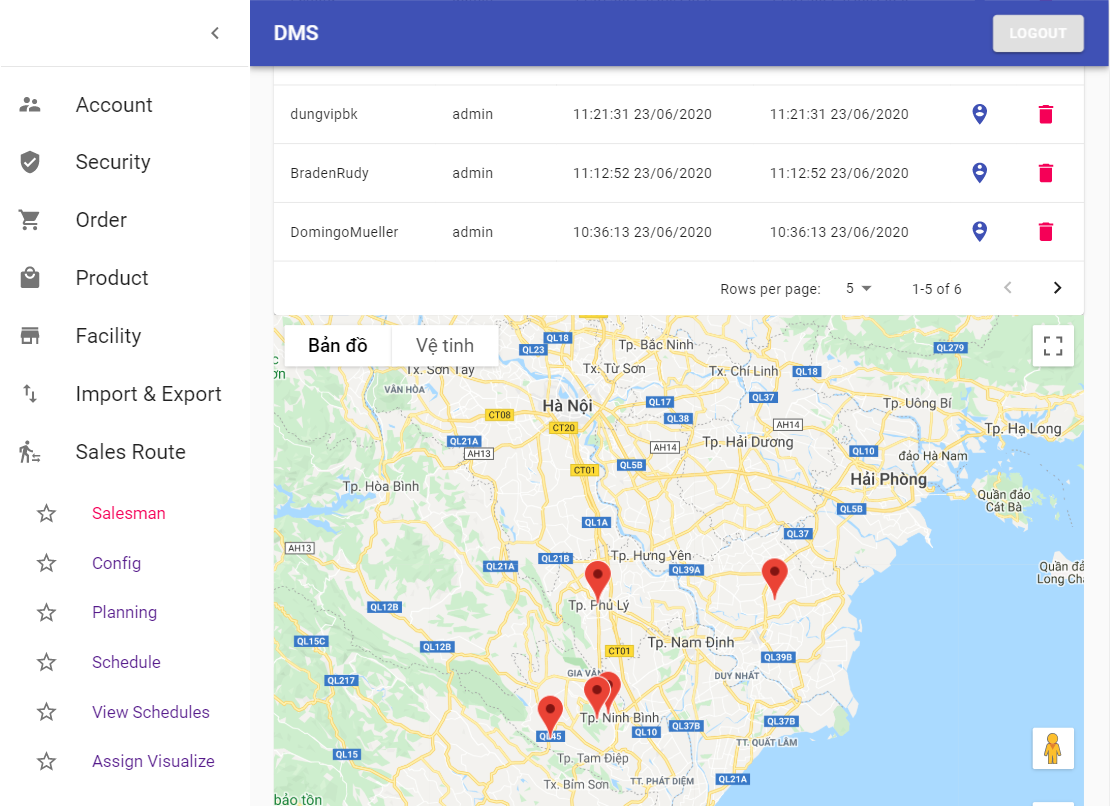 DMS
LOGOUT
Account
Security
Order
Product
Facility
Import & Export
Sales Route
Salesman
Config
Planning
Schedule
View Schedules
Assign Visualize
dungvipbk admin 11:21:31 23/06/2020 11:21:31 23/06/2020
BradenRudy admin 11:12:52 23/06/2020 11:12:52 23/06/2020
DomingoMueller admin 10:36:13 23/06/2020 10:36:13 23/06/2020
Rows per page: 5 1-5 of 6
Bản đồ Vệ tinh
QL18
QL23
Tp. Bắc Ninh
QL279
Tx. Sơn Tây
Tx. Từ Sơn
Tx. Chí Linh
QL18
VÂN HÒA
Hà Nội
QL17
QL37
Tp. Uông Bí
CT08
QL38
CT20
AH14
Tp. Hạ Long
QL21A
AH13
AH14
Tp. Hải Dương
QL10
đảo Hà Nam
CT01
QL5B
Hải Phòng
Tp. Hòa Bình
Quần đảo
Cát Bà
QL5B
QL1A
QL37
AH13
QL21B
Tp. Hưng Yên
QL21A
QL39A
Quần đả
Long Châ
Tp. Phủ Lý
QL12B
QL15C
QL12B
Tp. Nam Định
CT01
QL39B
GIA VÂN
DUY NHẤT
QL217
Tp. Ninh Bình
QL37B
QL37B
QL45
QL10
TT. QUẤT LÂM
QL15
Tp. Tam Điệp
TT. PHÁT DIỆM
QL21A
Tx. Bỉm Sơn
bảo tồn